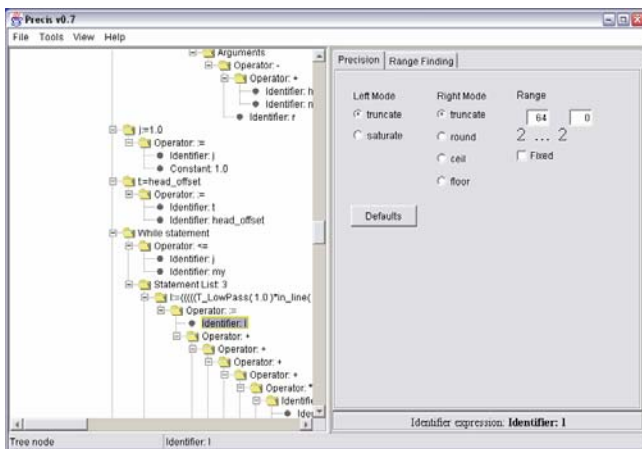 Precis v0.7
File Tools View Help
Arguments
Operator: -
Operator: +
Identifier: h
Identifier: n
Identifier: r
j:=1.0
Operator: :=
Identifier: j
Constant: 1.0
t:=head_offset
Operator: :=
Identifier: t
Identifier: head_offset
While statement
Operator: <=
Identifier: j
Identifier: my
Statement List: 3
l:=(((((T_LowPass( 1.0 )*in_line(
Operator: :=
Identifier: l
Operator: +
Operator: +
Operator: +
Operator: +
Operator: *
Identifie
Ide
Tree node
Identifier: l
Precision
Range Finding
Left Mode
truncate
saturate
Right Mode
truncate
round
ceil
floor
Range
64 0
2 ... 2
Fixed
Defaults
Identifier expression: Identifier: l